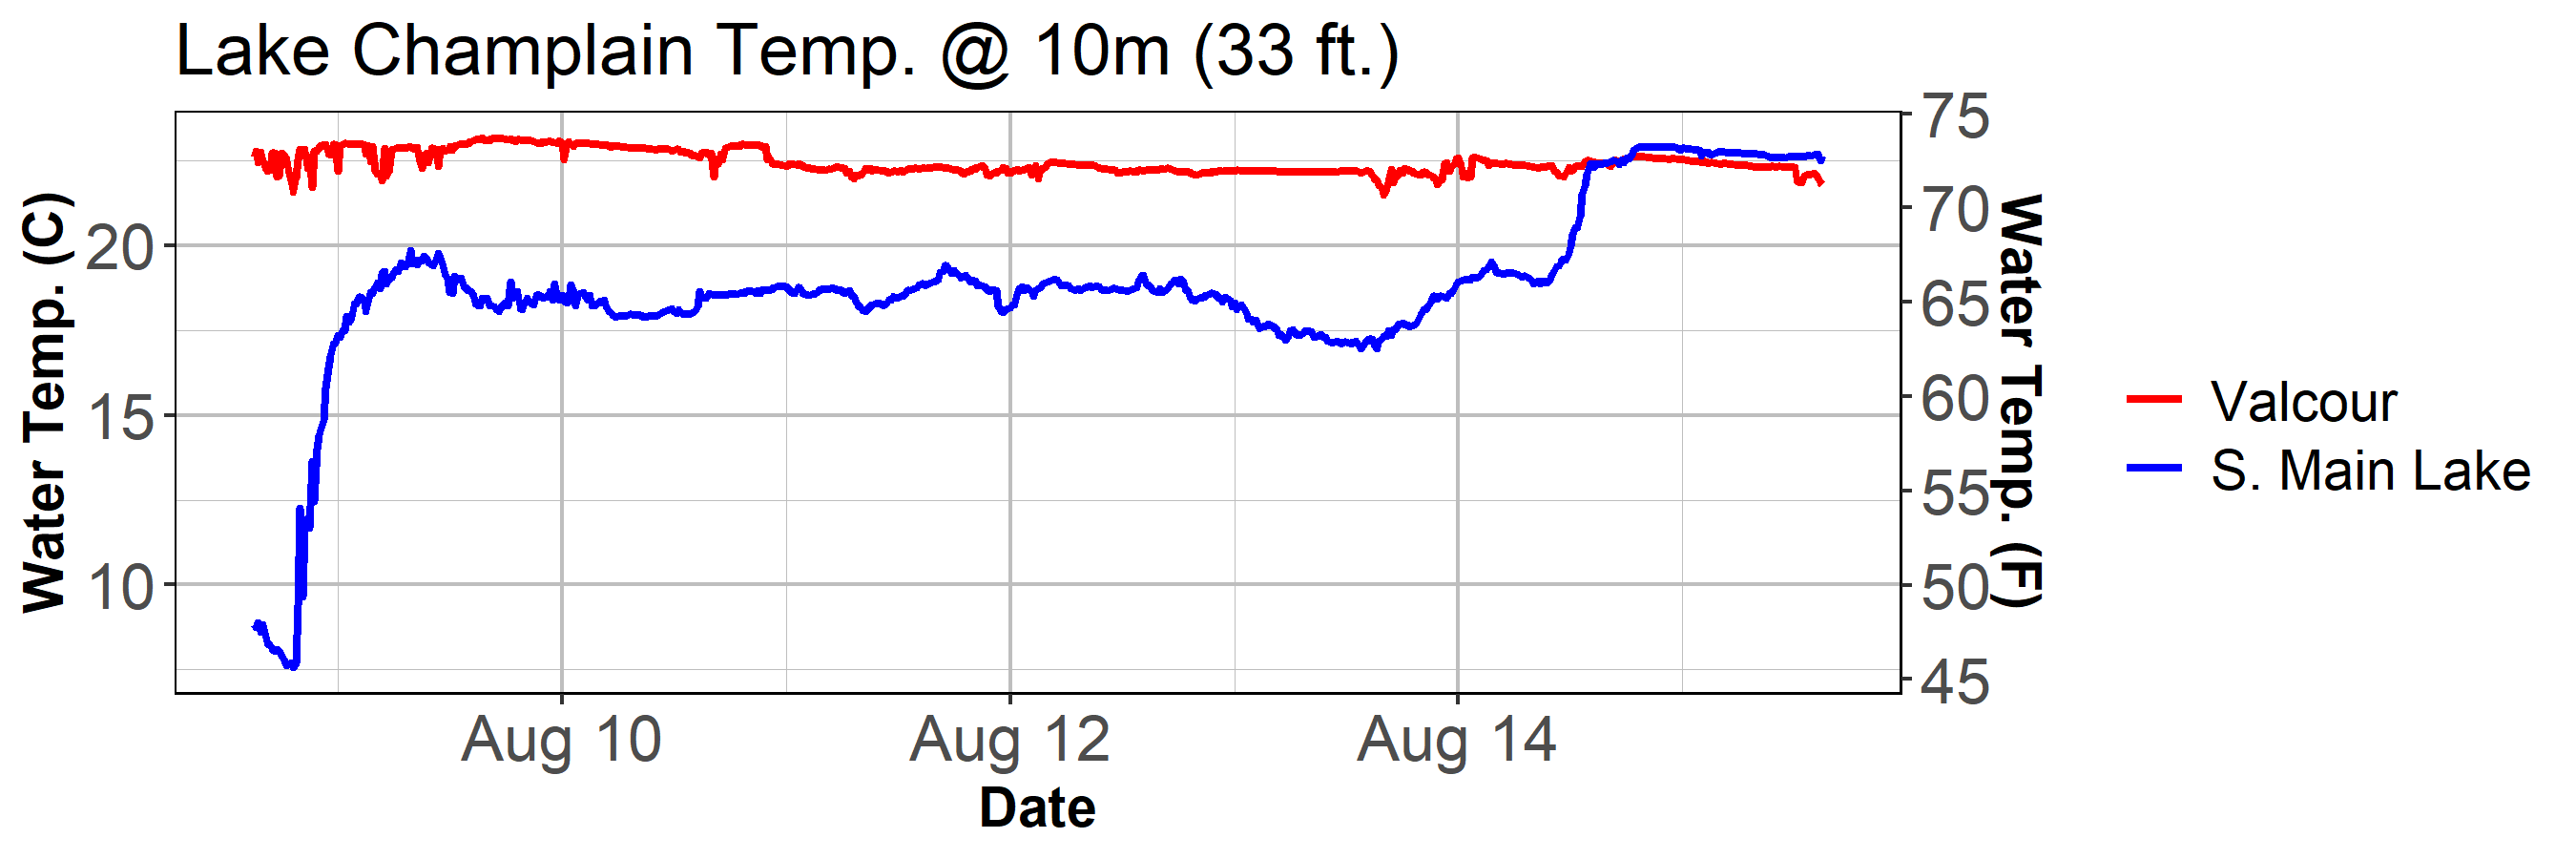 Lake Champlain Temp. @ 10m (33 ft.)
Water Temp. (C)
20
15
10
75
70
65
60
55
50
45
Water Temp. (F)
Aug 10
Aug 12
Aug 14
Date
Valcour
S. Main Lake